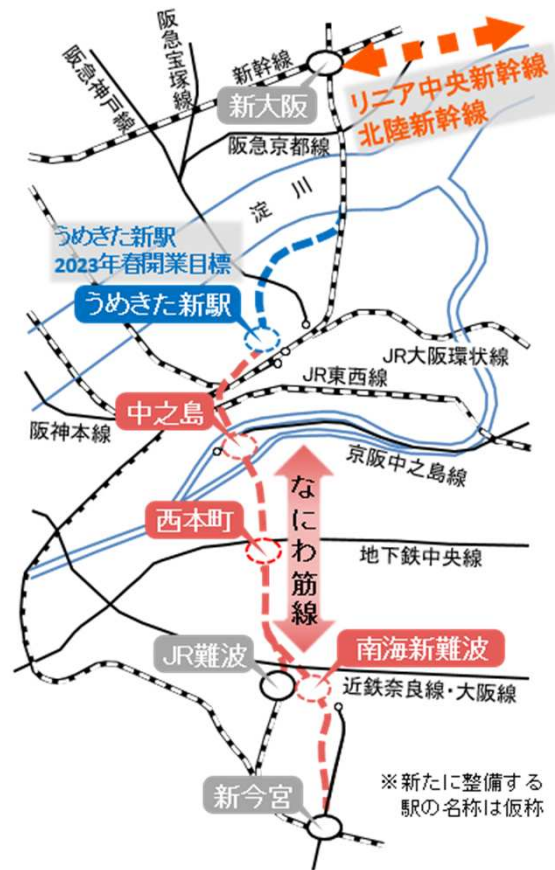 阪急宝塚線
阪急神戸線
新幹線
新大阪
リニア中央新幹線
北陸新幹線
阪急京都線
淀川
うめきた新駅
2023年春開業目標
うめきた新駅
JR大阪環状線
JR東西線
中之島
阪神本線
京阪中之島線
なにわ筋線
西本町
地下鉄中央線
JR難波
南海新難波
近鉄奈良線・大阪線
新今宮
※新たに整備する
駅の名称は仮称